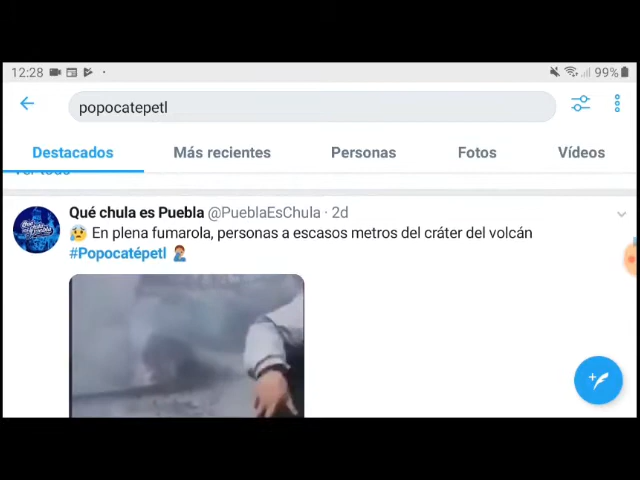 12:28
99%
popocatepetl
Destacados
Más recientes
Personas
Fotos
Vídeos
Qué chula es Puebla @PueblaEsChula · 2d
😰 En plena fumarola, personas a escasos metros del cráter del volcán
#Popocatépetl 🤦🏽‍♂️